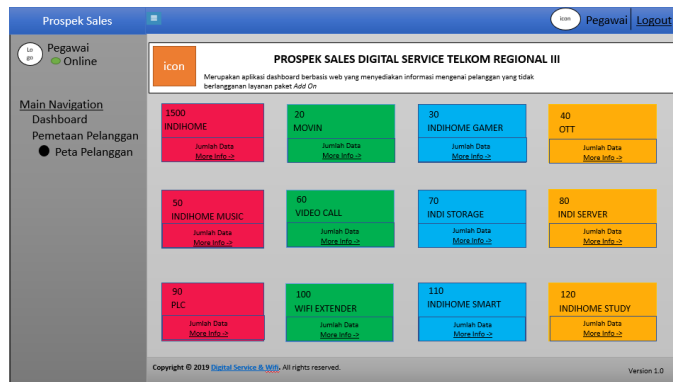 Prospek Sales
icon
Pegawai
Logout
Lo
go
Pegawai
Online
Main Navigation
Dashboard
Pemetaan Pelanggan
Peta Pelanggan
icon
PROSPEK SALES DIGITAL SERVICE TELKOM REGIONAL III
Merupakan aplikasi dashboard berbasis web yang menyediakan informasi mengenai pelanggan yang tidak
berlangganan layanan paket Add On
1500
INDIHOME
Jumlah Data
More Info ->
20
MOVIN
Jumlah Data
More Info ->
30
INDIHOME GAMER
Jumlah Data
More Info ->
40
OTT
Jumlah Data
More Info ->
50
INDIHOME MUSIC
Jumlah Data
More Info ->
60
VIDEO CALL
Jumlah Data
More Info ->
70
INDI STORAGE
Jumlah Data
More Info ->
80
INDI SERVER
Jumlah Data
More Info ->
90
PLC
Jumlah Data
More Info ->
100
WIFI EXTENDER
Jumlah Data
More Info ->
110
INDIHOME SMART
Jumlah Data
More Info ->
120
INDIHOME STUDY
Jumlah Data
More Info ->
Copyright © 2019 Digital Service & Wifi. All rights reserved.
Version 1.0